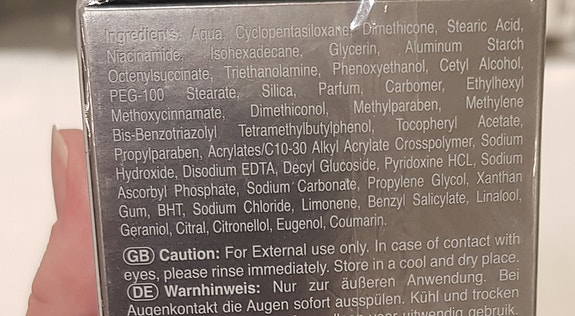 Ingredients: Aqua, Cyclopentasiloxane, Dimethicone, Stearic Acid,
Niacinamide, Isohexadecane, Glycerin, Aluminum Starch
Octenylsuccinate, Triethanolamine, Phenoxyethanol, Cetyl Alcohol,
PEG-100 Stearate, Silica, Parfum, Carbomer, Ethylhexyl
Methoxycinnamate, Dimethiconol, Methylparaben, Methylene
Bis-Benzotriazolyl Tetramethylbutylphenol, Tocopheryl Acetate,
Propylparaben, Acrylates/C10-30 Alkyl Acrylate Crosspolymer, Sodium
Hydroxide, Disodium EDTA, Decyl Glucoside, Pyridoxine HCL, Sodium
Ascorbyl Phosphate, Sodium Carbonate, Propylene Glycol, Xanthan
Gum, BHT, Sodium Chloride, Limonene, Benzyl Salicylate, Linalool,
Geraniol, Citral, Citronellol, Eugenol, Coumarin.
GB Caution: For External use only. In case of contact with
eyes, please rinse immediately. Store in a cool and dry place.
DE Warnhinweis: Nur zur äußeren Anwendung. Bei
Augenkontakt die Augen sofort ausspülen. Kühl und trocken
voor uitwendig gebruik.